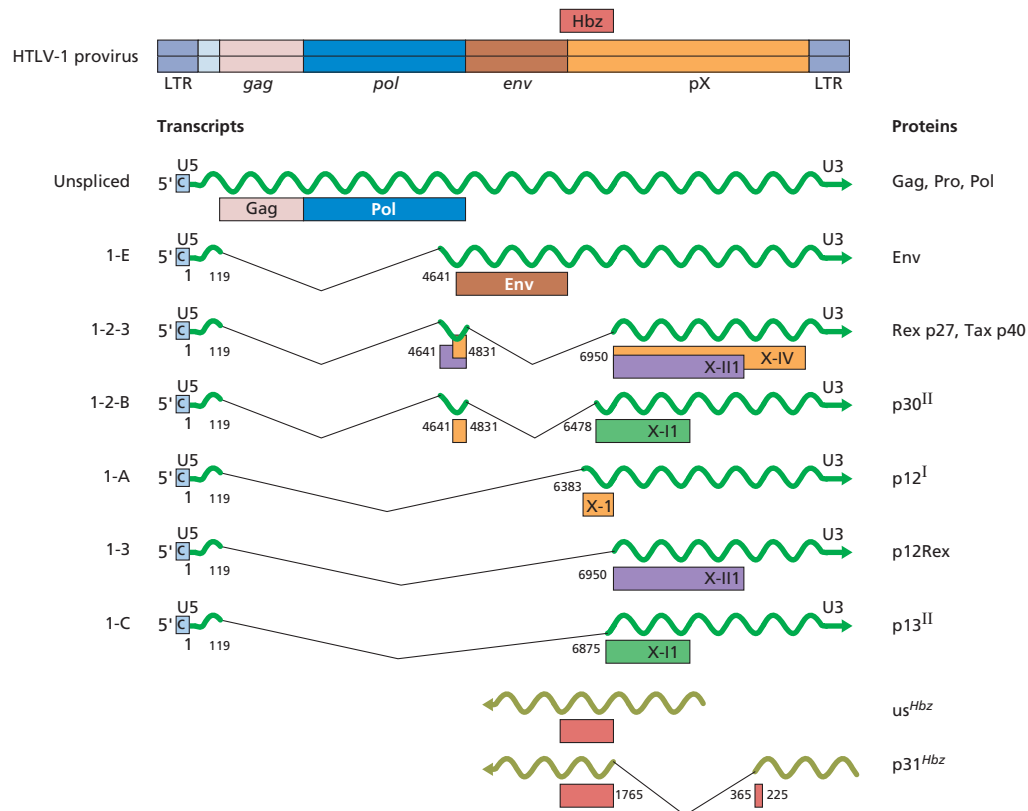 Hbz
HTLV-1 provirus
LTR gag pol env pX LTR
Transcripts Proteins
U5 U3
Unspliced 5' C Gag, Pro, Pol
Gag Pol
U5 U3
1-E 5' C Env
1 119 4641 Env
U5 U3
1-2-3 5' C Rex p27, Tax p40
1 119 4641 4831 6950 X-IV
X-II1
U5 U3
1-2-B 5' C p30II
1 119 4641 4831 6478 X-I1
U5 U3
1-A 5' C p12I
1 119 6383 X-1
U5 U3
1-3 5' C p12Rex
1 119 6950 X-II1
U5 U3
1-C 5' C p13II
1 119 6875 X-I1
usHbz
p31Hbz
1765 365 225